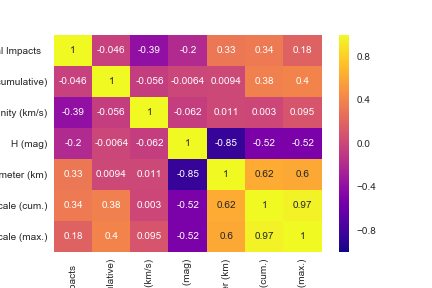 l Impacts 1 -0.046 -0.39 -0.2 0.33 0.34 0.18
cumulative) -0.046 1 -0.056 -0.0064 0.0094 0.38 0.4
nity (km/s) -0.39 -0.056 1 -0.062 0.011 0.003 0.095
H (mag) -0.2 -0.0064 -0.062 1 -0.85 -0.52 -0.52
meter (km) 0.33 0.0094 0.011 -0.85 1 0.62 0.6
cale (cum.) 0.34 0.38 0.003 -0.52 0.62 1 0.97
cale (max.) 0.18 0.4 0.095 -0.52 0.6 0.97 1
pacts
ulative)
(km/s)
(mag)
er (km)
(cum.)
(max.)
0.8
0.4
0.0
−0.4
−0.8